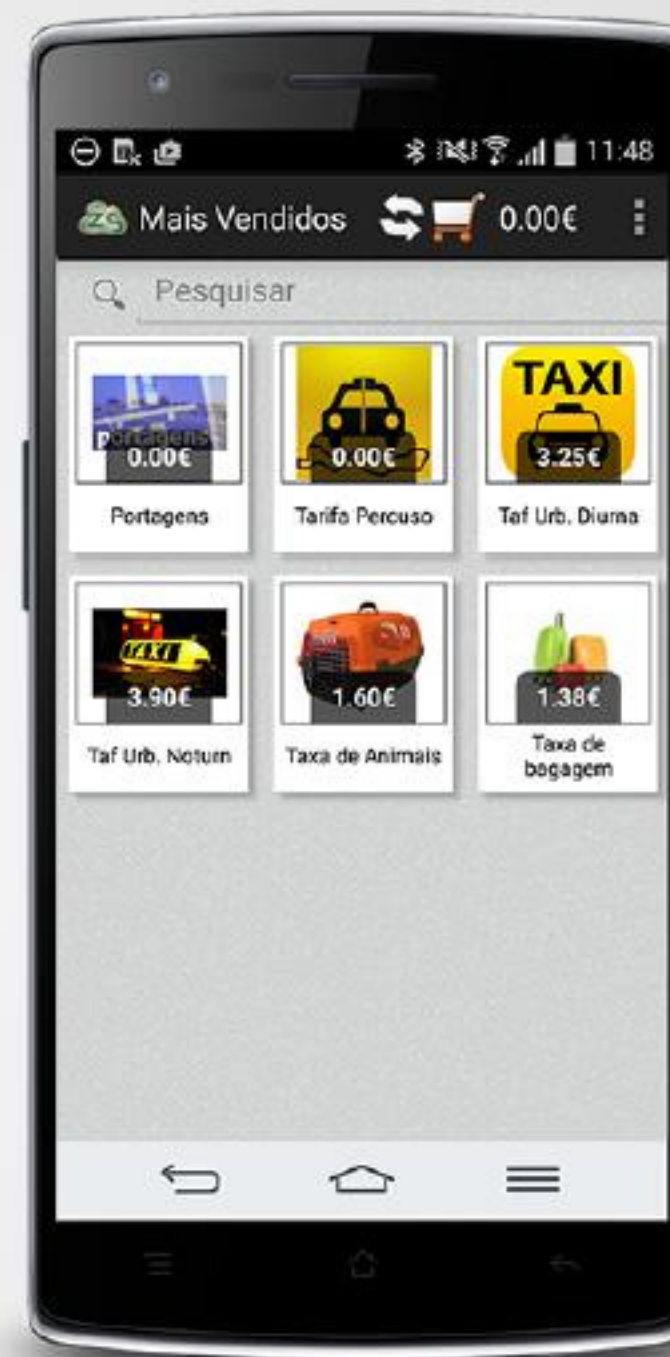 11:48
Mais Vendidos 0.00€
Pesquisar
portagens
0.00€
Portagens
0.00€
Tarifa Percuso
TAXI
3.25€
Taf Urb. Diurna
TAXI
3.90€
Taf Urb. Noturn
1.60€
Taxa de Animais
1.38€
Taxa de
bagagem